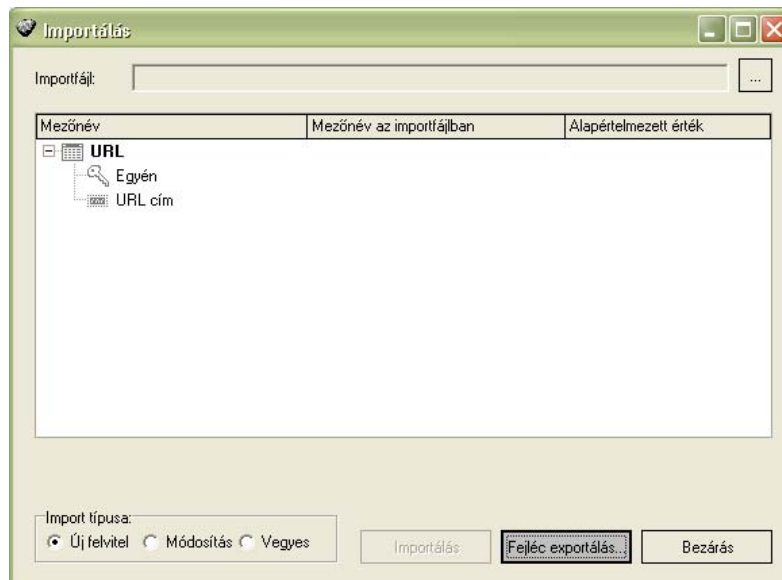 Importálás
Importfájl:
...
Mezőnév Mezőnév az importfájlban Alapértelmezett érték
URL
Egyén
URL cím
Import típusa:
Új felvitel Módosítás Vegyes
Importálás Fejléc exportálás... Bezárás